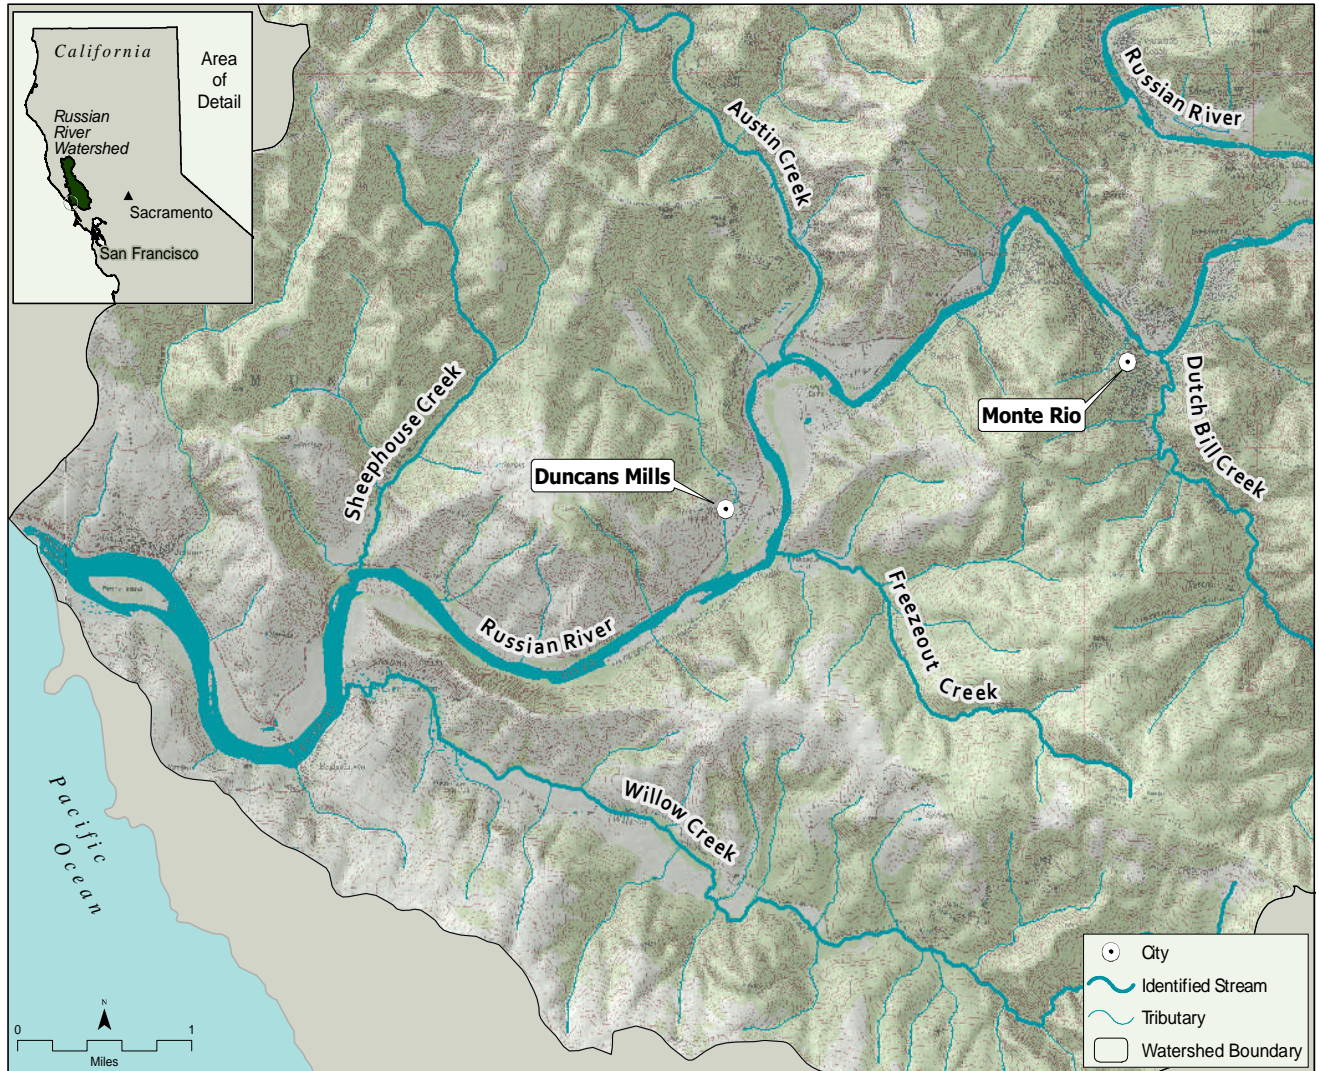 California
Area
of
Detail
Russian
River
Watershed
Sacramento
San Francisco
Russian River
Austin Creek
Sheephouse Creek
Monte Rio
Dutch Bill Creek
Duncans Mills
Freezeout Creek
Russian River
Willow Creek
Pacific
Ocean
N
0 1
Miles
City
Identified Stream
Tributary
Watershed Boundary